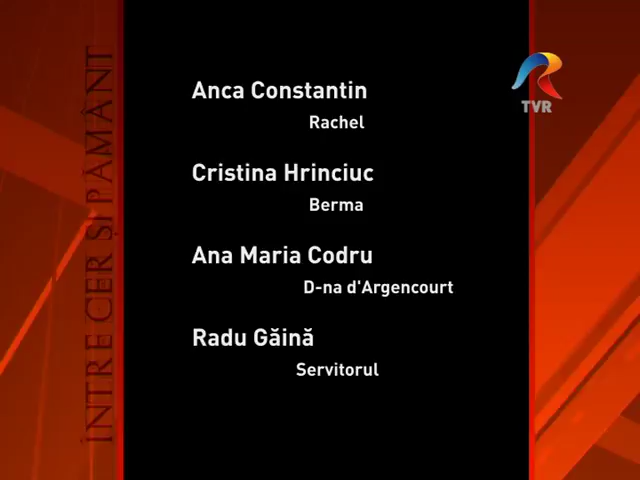 ÎNTRE CER ȘI PĂMÂNT
TVR
Anca Constantin
Rachel
Cristina Hrinciuc
Berma
Ana Maria Codru
D-na d'Argencourt
Radu Găină
Servitorul